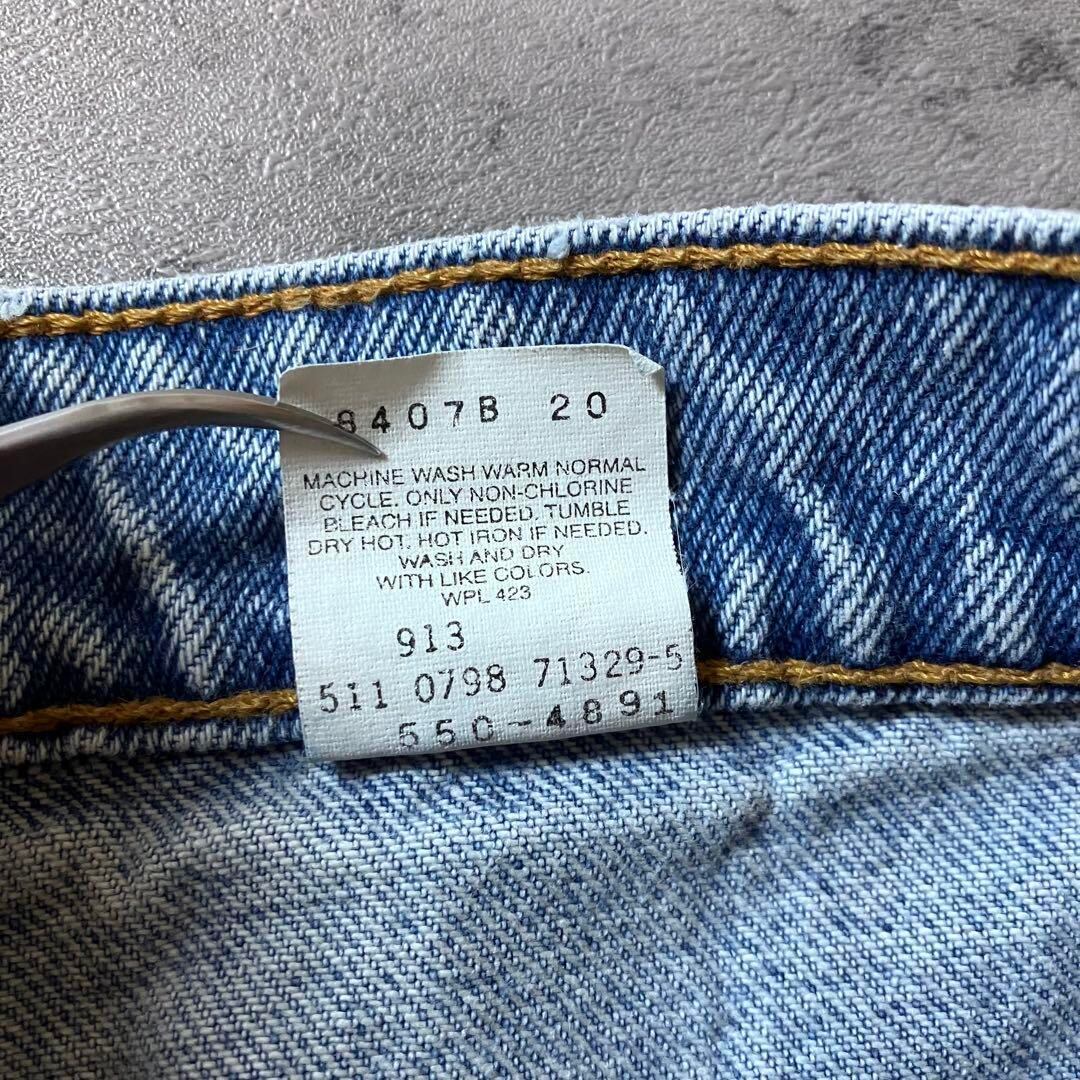 8407B 20
MACHINE WASH WARM NORMAL
CYCLE. ONLY NON-CHLORINE
BLEACH IF NEEDED. TUMBLE
DRY HOT. HOT IRON IF NEEDED.
WASH AND DRY
WITH LIKE COLORS.
WPL 423
913
511 0798 71329-5
550-4891